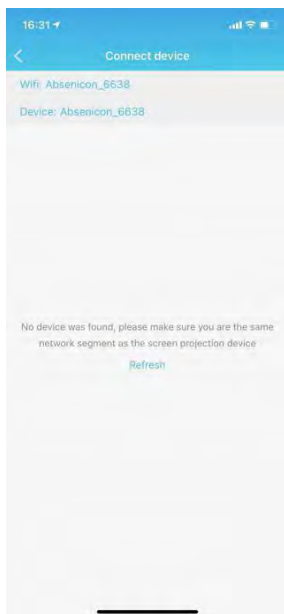 16:31
Connect device
Wifi: Absenicon_6638
Device: Absenicon_6638
No device was found, please make sure you are the same
network segment as the screen projection device
Refresh